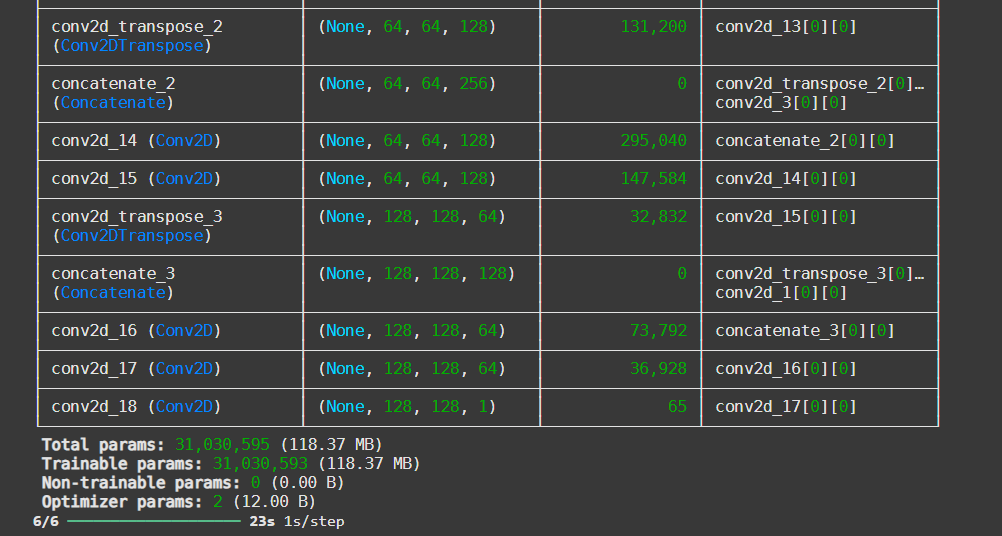 conv2d_transpose_2 (None, 64, 64, 128) 131,200 conv2d_13[0][0]
(Conv2DTranspose)
concatenate_2 (None, 64, 64, 256) 0 conv2d_transpose_2[0]…
(Concatenate) conv2d_3[0][0]
conv2d_14 (Conv2D) (None, 64, 64, 128) 295,040 concatenate_2[0][0]
conv2d_15 (Conv2D) (None, 64, 64, 128) 147,584 conv2d_14[0][0]
conv2d_transpose_3 (None, 128, 128, 64) 32,832 conv2d_15[0][0]
(Conv2DTranspose)
concatenate_3 (None, 128, 128, 128) 0 conv2d_transpose_3[0]…
(Concatenate) conv2d_1[0][0]
conv2d_16 (Conv2D) (None, 128, 128, 64) 73,792 concatenate_3[0][0]
conv2d_17 (Conv2D) (None, 128, 128, 64) 36,928 conv2d_16[0][0]
conv2d_18 (Conv2D) (None, 128, 128, 1) 65 conv2d_17[0][0]
Total params: 31,030,595 (118.37 MB)
Trainable params: 31,030,593 (118.37 MB)
Non-trainable params: 0 (0.00 B)
Optimizer params: 2 (12.00 B)
6/6 23s 1s/step